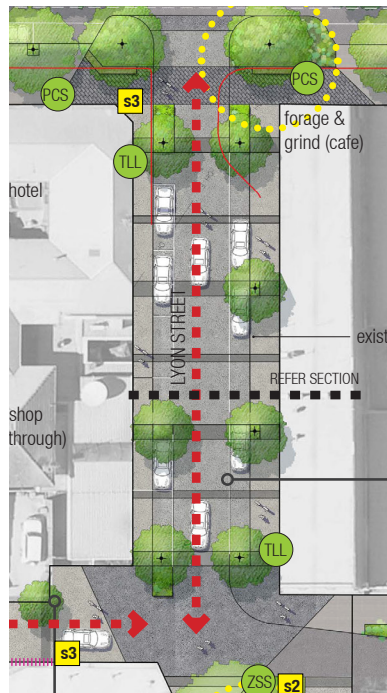 PCS
PCS
s3
forage &
grind (cafe)
TLL
hotel
LYON STREET
exist
REFER SECTION
shop
through)
TLL
s3
ZSS
s2